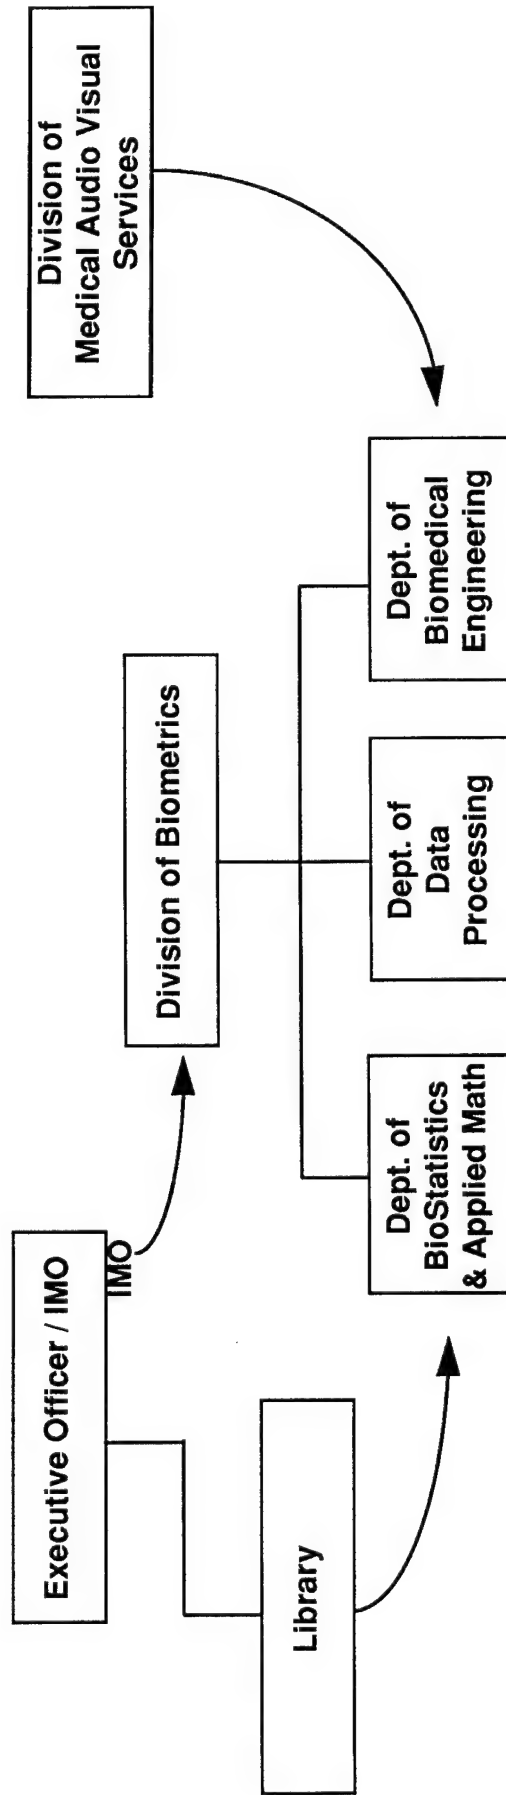 Executive Officer / IMO
IMO
Library
Division of Biometrics
Division of
Medical Audio Visual
Services
Dept. of
BioStatistics
& Applied Math
Dept. of
Data
Processing
Dept. of
Biomedical
Engineering